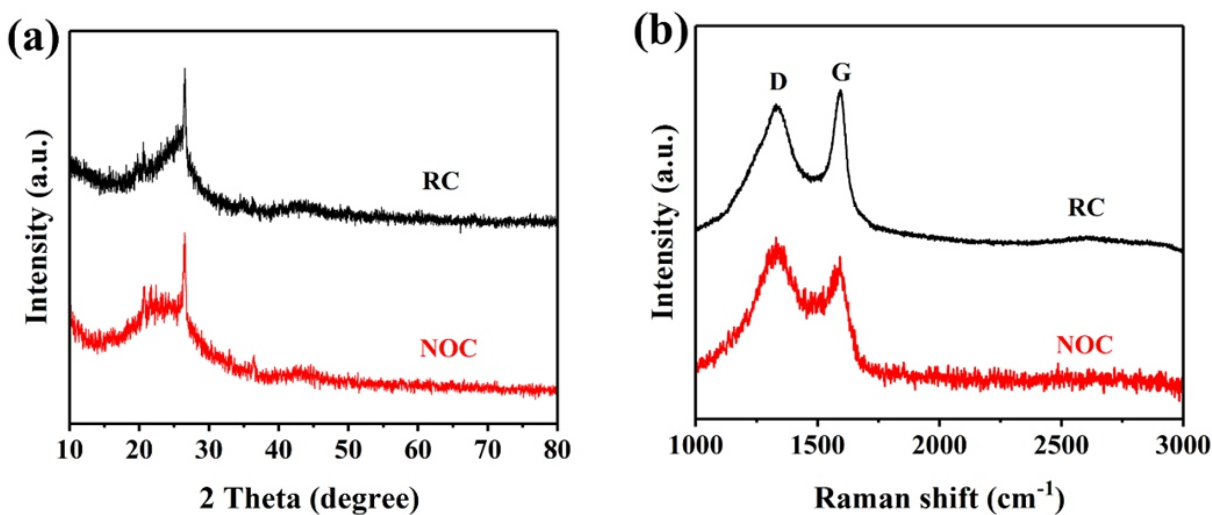 (a)
Intensity (a.u.)
RC
NOC
10 20 30 40 50 60 70 80
2 Theta (degree)
(b)
Intensity (a.u.)
D G
RC
NOC
1000 1500 2000 2500 3000
Raman shift (cm⁻¹)